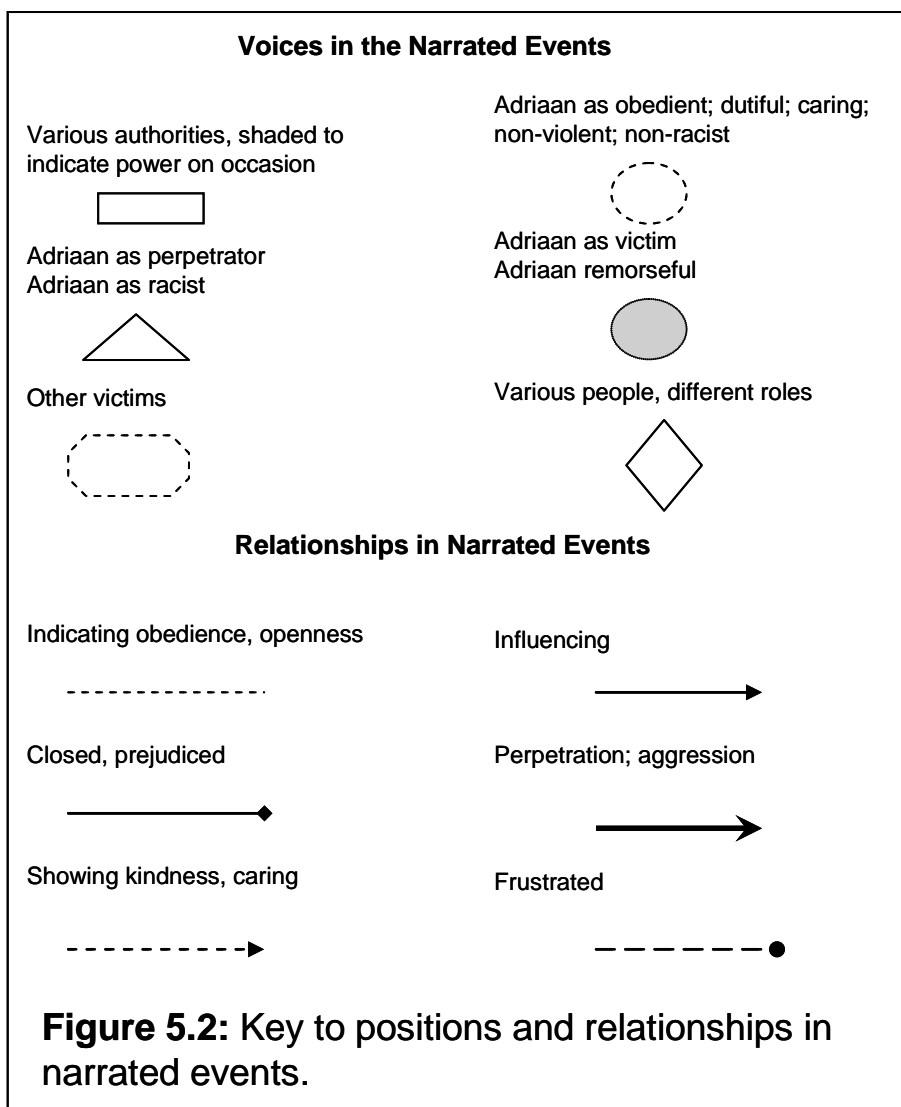 Voices in the Narrated Events
Various authorities, shaded to
indicate power on occasion
Adriaan as obedient; dutiful; caring;
non-violent; non-racist
Adriaan as perpetrator
Adriaan as racist
Adriaan as victim
Adriaan remorseful
Other victims
Various people, different roles
Relationships in Narrated Events
Indicating obedience, openness
Influencing
Closed, prejudiced
Perpetration; aggression
Showing kindness, caring
Frustrated
Figure 5.2: Key to positions and relationships in
narrated events.